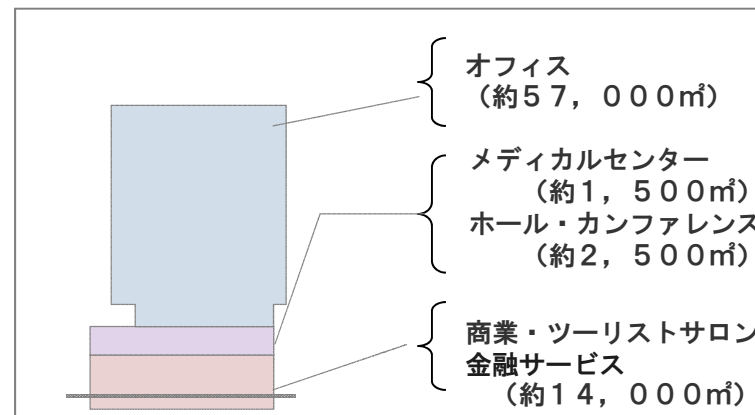 オフィス
（約５７，０００㎡）
メディカルセンター
（約１，５００㎡）
ホール・カンファレンス
（約２，５００㎡）
商業・ツーリストサロン
金融サービス
（約１４，０００㎡）